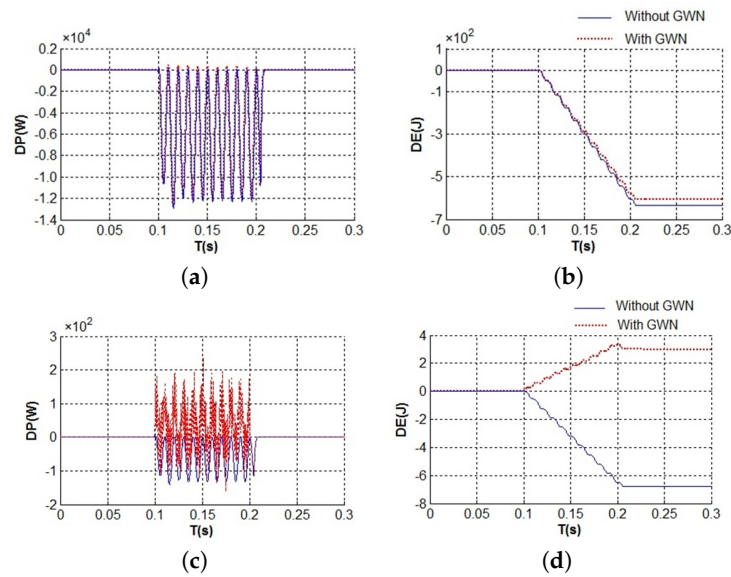 ×10⁴
0.2
0
-0.2
-0.4
-0.6
-0.8
-1.0
-1.2
-1.4
DP(W)
0 0.05 0.1 0.15 0.2 0.25 0.3
T(s)
(a)
Without GWN
With GWN
×10²
1
0
-1
-3
-5
-7
DE(J)
0 0.05 0.1 0.15 0.2 0.25 0.3
T(s)
(b)
×10²
3
2
1
0
-1
-2
DP(W)
0 0.05 0.1 0.15 0.2 0.25 0.3
T(s)
(c)
Without GWN
With GWN
4
2
0
-2
-4
-6
-8
DE(J)
0 0.05 0.1 0.15 0.2 0.25 0.3
T(s)
(d)